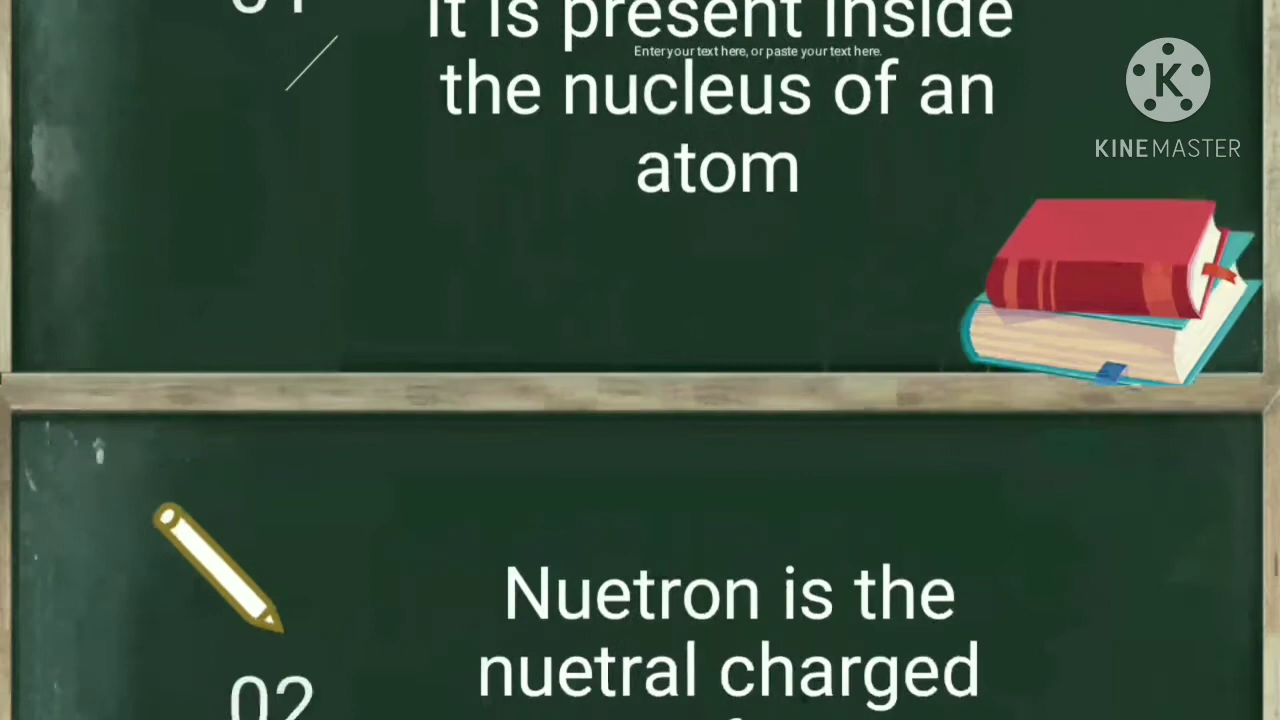 It is present inside
Enter your text here, or paste your text here.
the nucleus of an
atom
KINEMASTER
Nuetron is the
nuetral charged
02